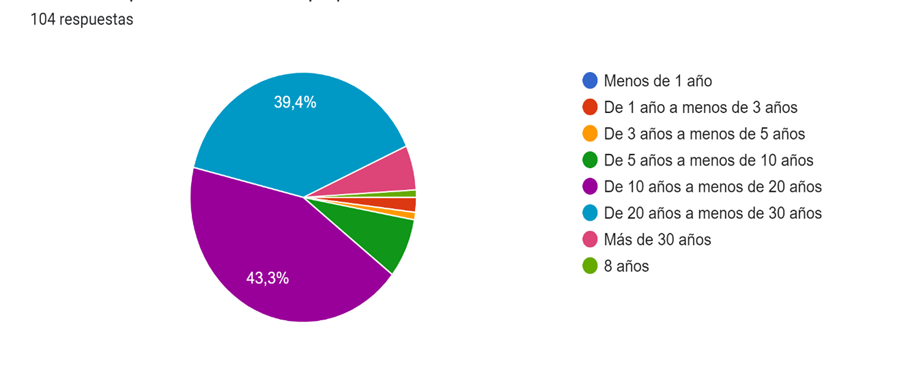 104 respuestas
39,4%
43,3%
Menos de 1 año
De 1 año a menos de 3 años
De 3 años a menos de 5 años
De 5 años a menos de 10 años
De 10 años a menos de 20 años
De 20 años a menos de 30 años
Más de 30 años
8 años